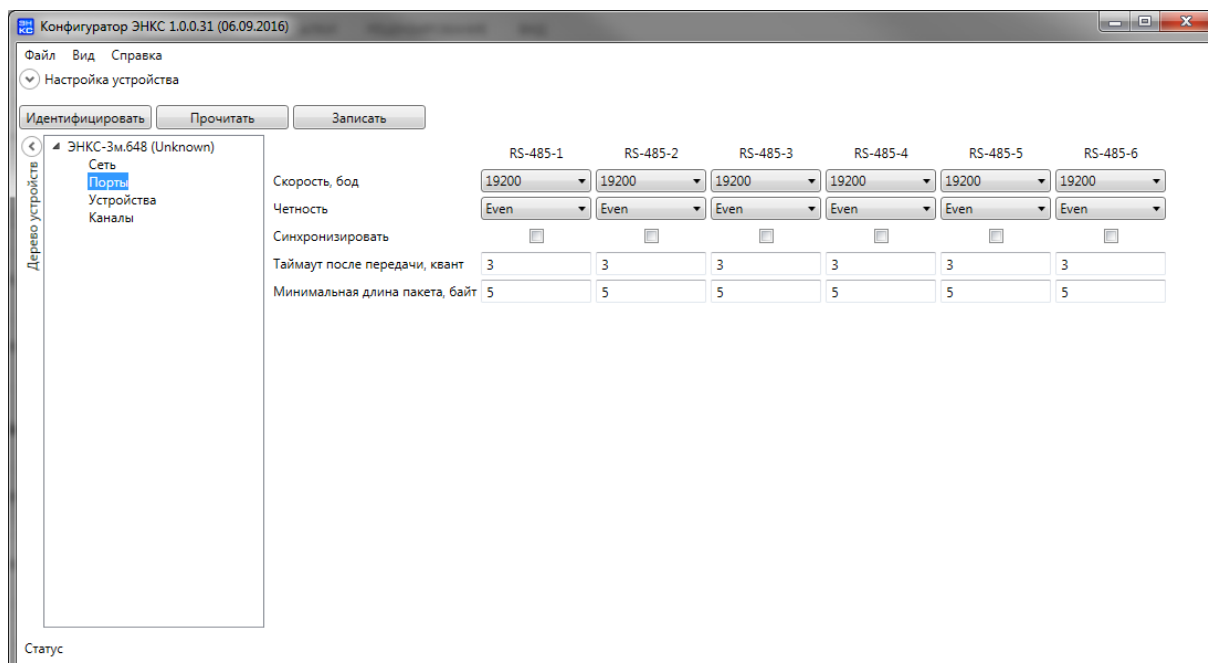 ЭН
КС
Конфигуратор ЭНКС 1.0.0.31 (06.09.2016)
Файл Вид Справка
Настройка устройства
Идентифицировать Прочитать Записать
Дерево устройств
ЭНКС-3м.648 (Unknown)
Сеть
Порты
Устройства
Каналы
RS-485-1 RS-485-2 RS-485-3 RS-485-4 RS-485-5 RS-485-6
Скорость, бод 19200 19200 19200 19200 19200 19200
Четность Even Even Even Even Even Even
Синхронизировать
Таймаут после передачи, квант 3 3 3 3 3 3
Минимальная длина пакета, байт 5 5 5 5 5 5
Статус